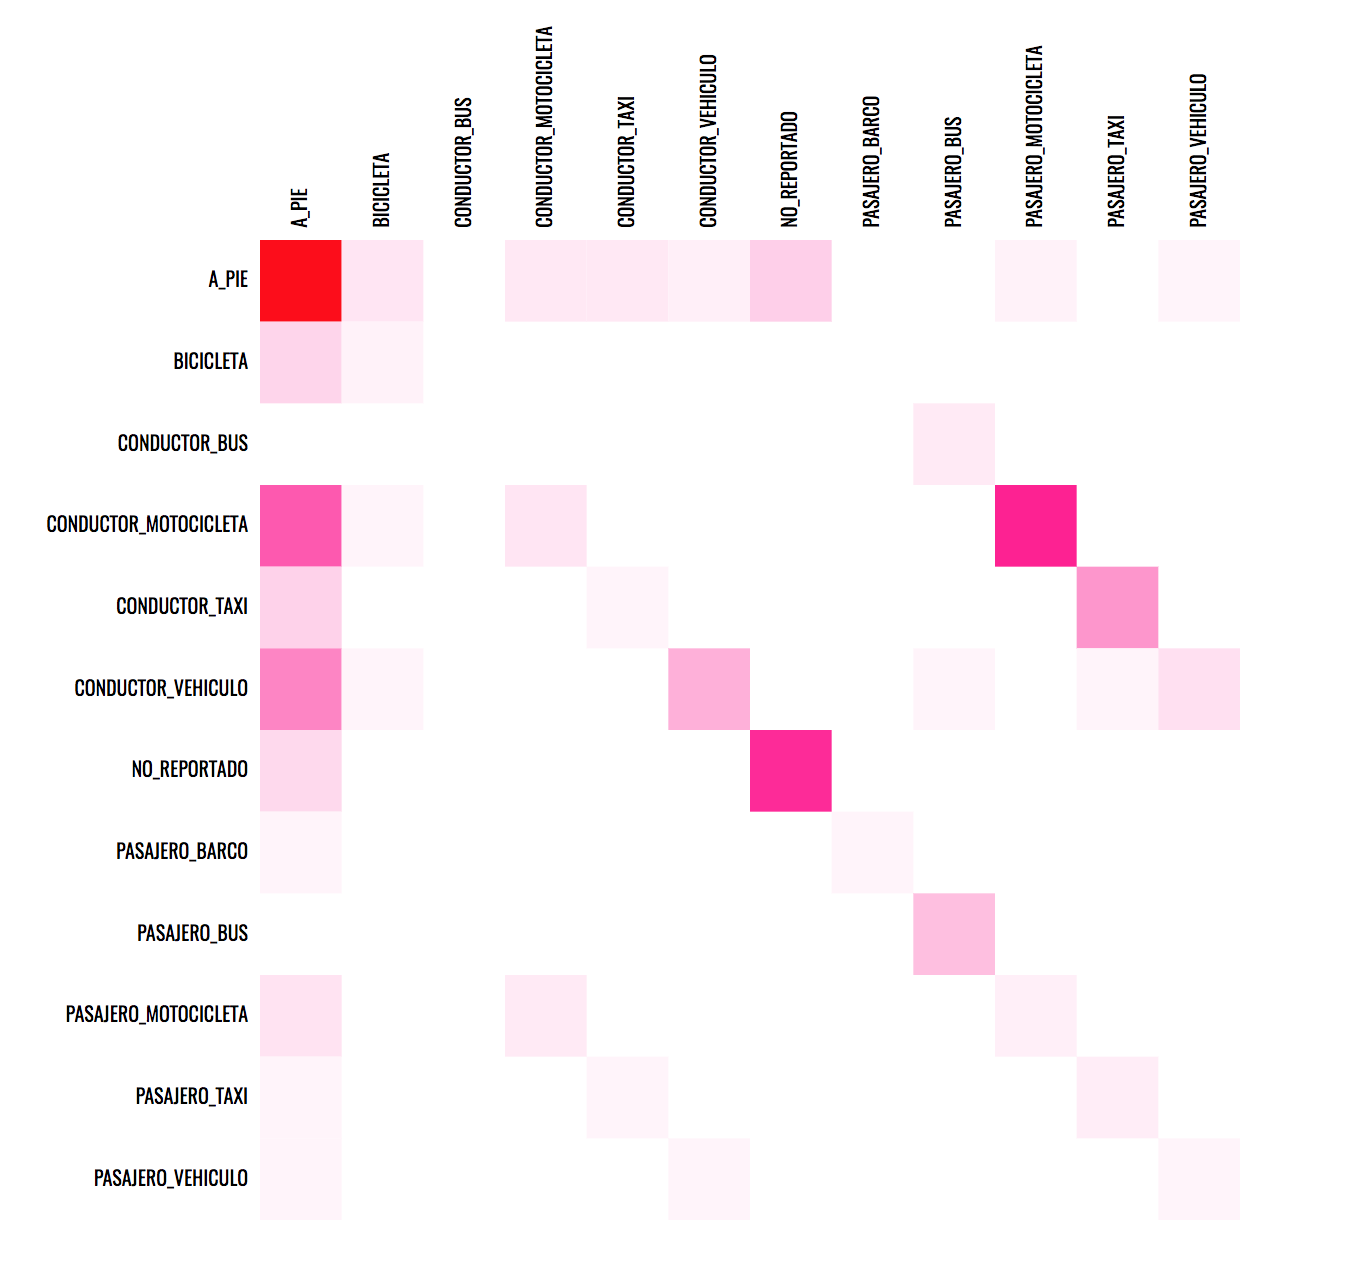 A_PIE
BICICLETA
CONDUCTOR_BUS
CONDUCTOR_MOTOCICLETA
CONDUCTOR_TAXI
CONDUCTOR_VEHICULO
NO_REPORTADO
PASAJERO_BARCO
PASAJERO_BUS
PASAJERO_MOTOCICLETA
PASAJERO_TAXI
PASAJERO_VEHICULO
A_PIE
BICICLETA
CONDUCTOR_BUS
CONDUCTOR_MOTOCICLETA
CONDUCTOR_TAXI
CONDUCTOR_VEHICULO
NO_REPORTADO
PASAJERO_BARCO
PASAJERO_BUS
PASAJERO_MOTOCICLETA
PASAJERO_TAXI
PASAJERO_VEHICULO